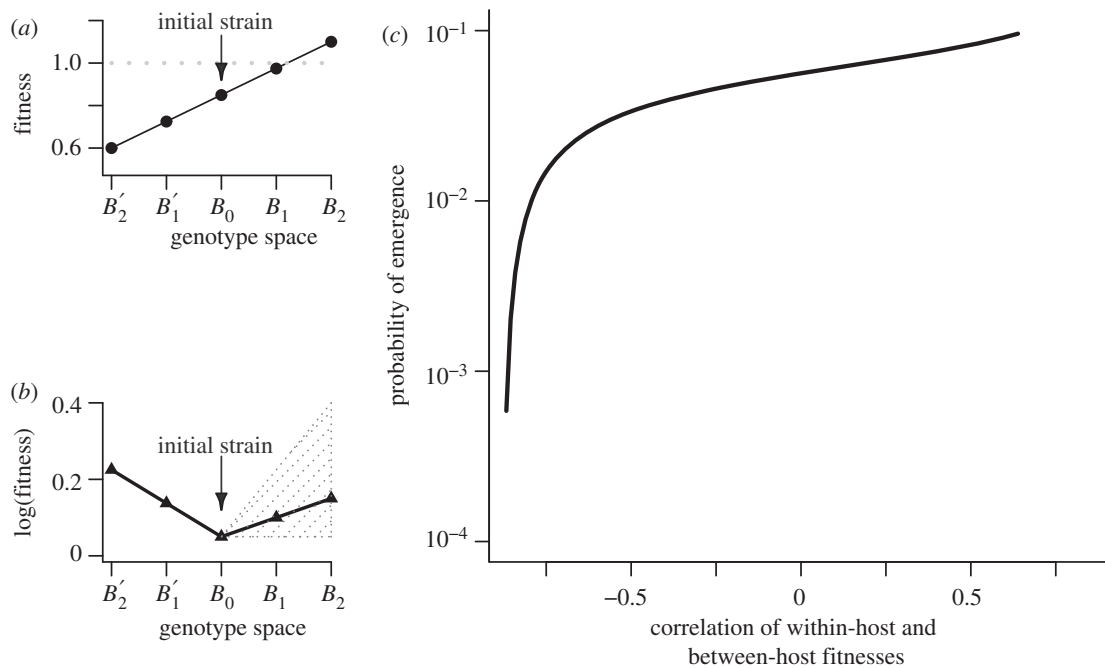 (a)
initial strain
1.0
0.6
fitness
B′2 B′1 B0 B1 B2
genotype space
(b)
0.4
0.2
0
log(fitness)
initial strain
B′2 B′1 B0 B1 B2
genotype space
(c)
10−1
10−2
10−3
10−4
probability of emergence
−0.5 0 0.5
correlation of within-host and
between-host fitnesses